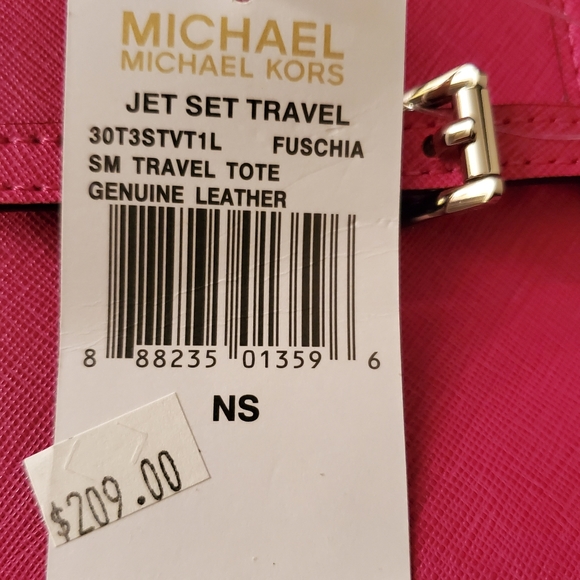 MICHAEL
MICHAEL KORS
JET SET TRAVEL
30T3STVT1L FUSCHIA
SM TRAVEL TOTE
GENUINE LEATHER
8 88235 01359 6
NS
$209.00